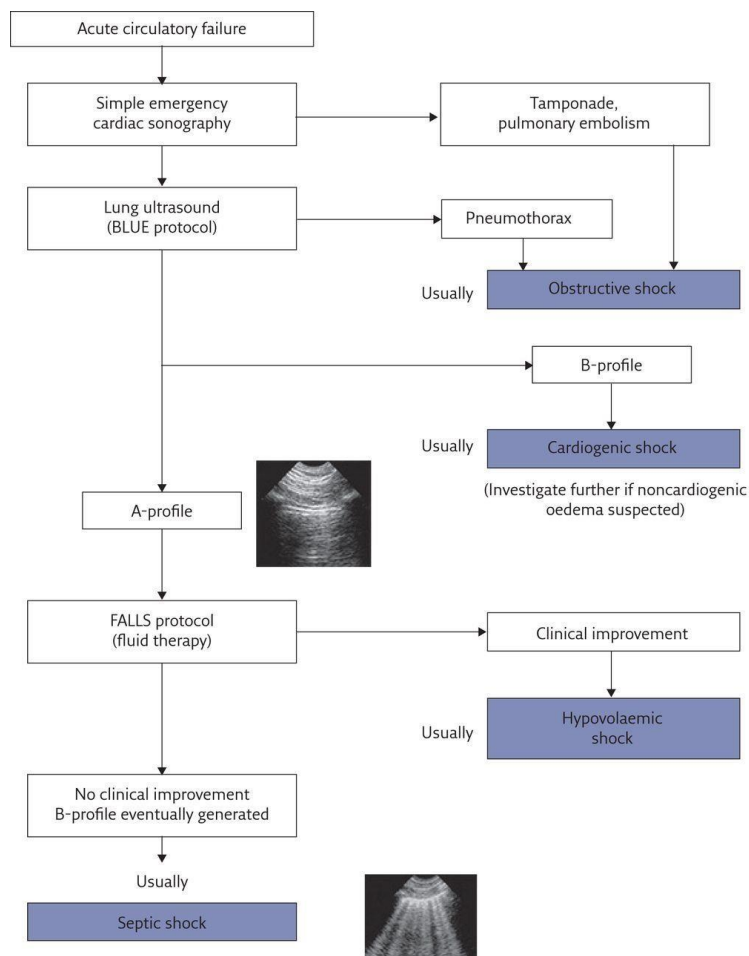 Acute circulatory failure
Simple emergency
cardiac sonography
Tamponade,
pulmonary embolism
Lung ultrasound
(BLUE protocol)
Pneumothorax
Usually
Obstructive shock
B-profile
Usually
Cardiogenic shock
(Investigate further if noncardiogenic
oedema suspected)
A-profile
FALLS protocol
(fluid therapy)
Clinical improvement
Usually
Hypovolaemic
shock
No clinical improvement
B-profile eventually generated
Usually
Septic shock